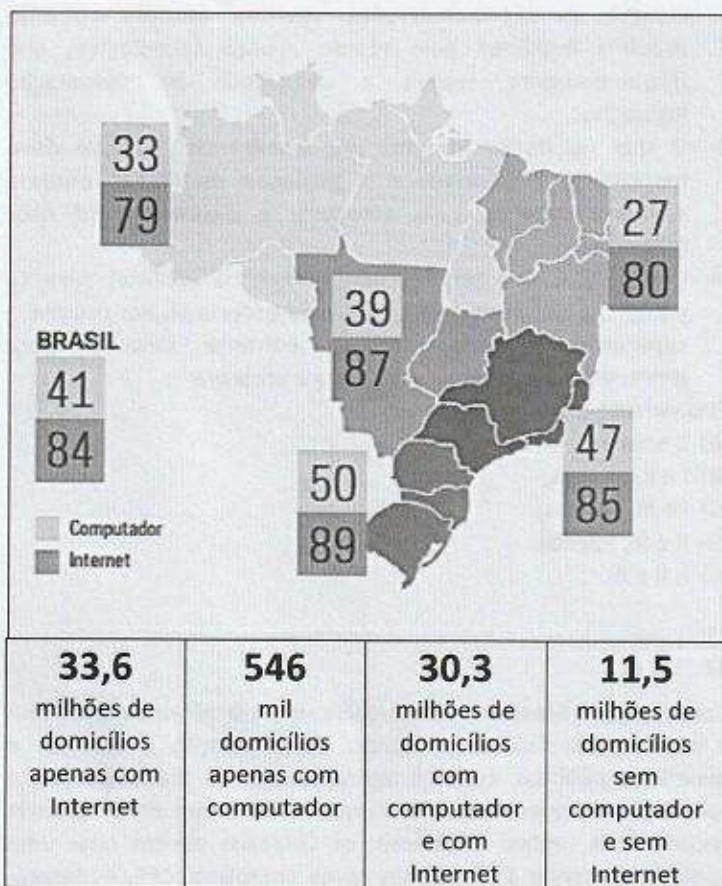 33
79
27
80
39
87
BRASIL
41
84
47
85
50
89
Computador
Internet
33,6
milhões de
domicílios
apenas com
Internet
546
mil
domicílios
apenas com
computador
30,3
milhões de
domicílios
com
computador
e com
Internet
11,5
milhões de
domicílios
sem
computador
e sem
Internet